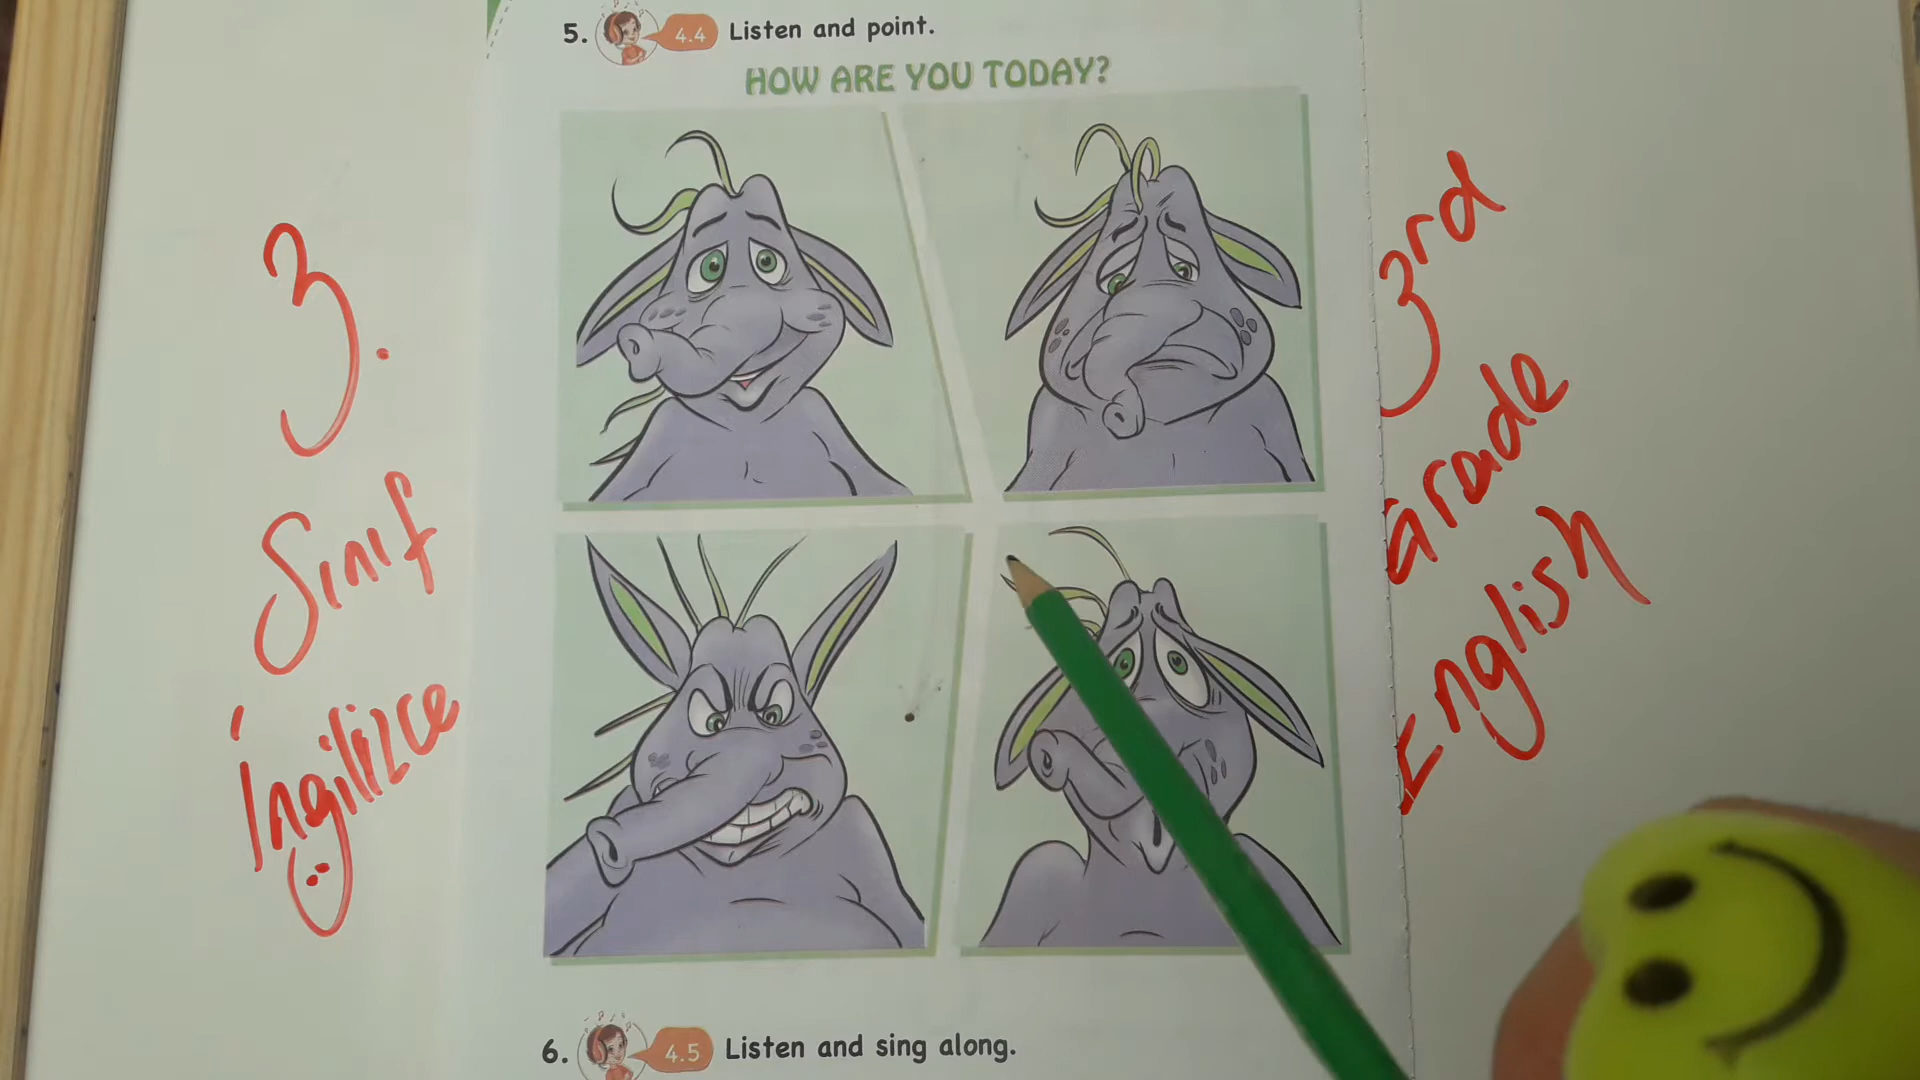 5. 4.4 Listen and point.
HOW ARE YOU TODAY?
3.
Sınıf
İngilizce
3rd
Grade
English
6. 4.5 Listen and sing along.